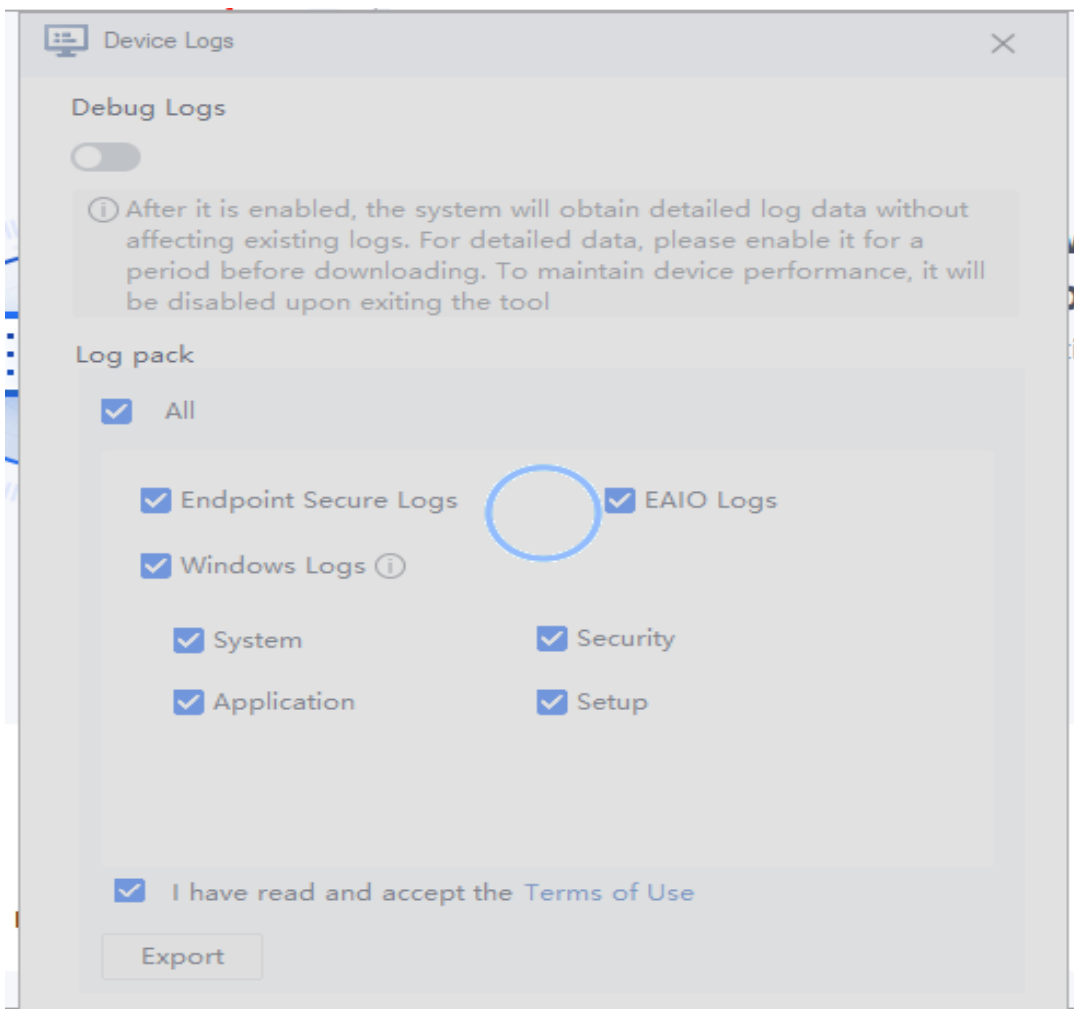 Device Logs
Debug Logs
After it is enabled, the system will obtain detailed log data without
affecting existing logs. For detailed data, please enable it for a
period before downloading. To maintain device performance, it will
be disabled upon exiting the tool
Log pack
All
Endpoint Secure Logs
EAIO Logs
Windows Logs
System
Security
Application
Setup
I have read and accept the Terms of Use
Export